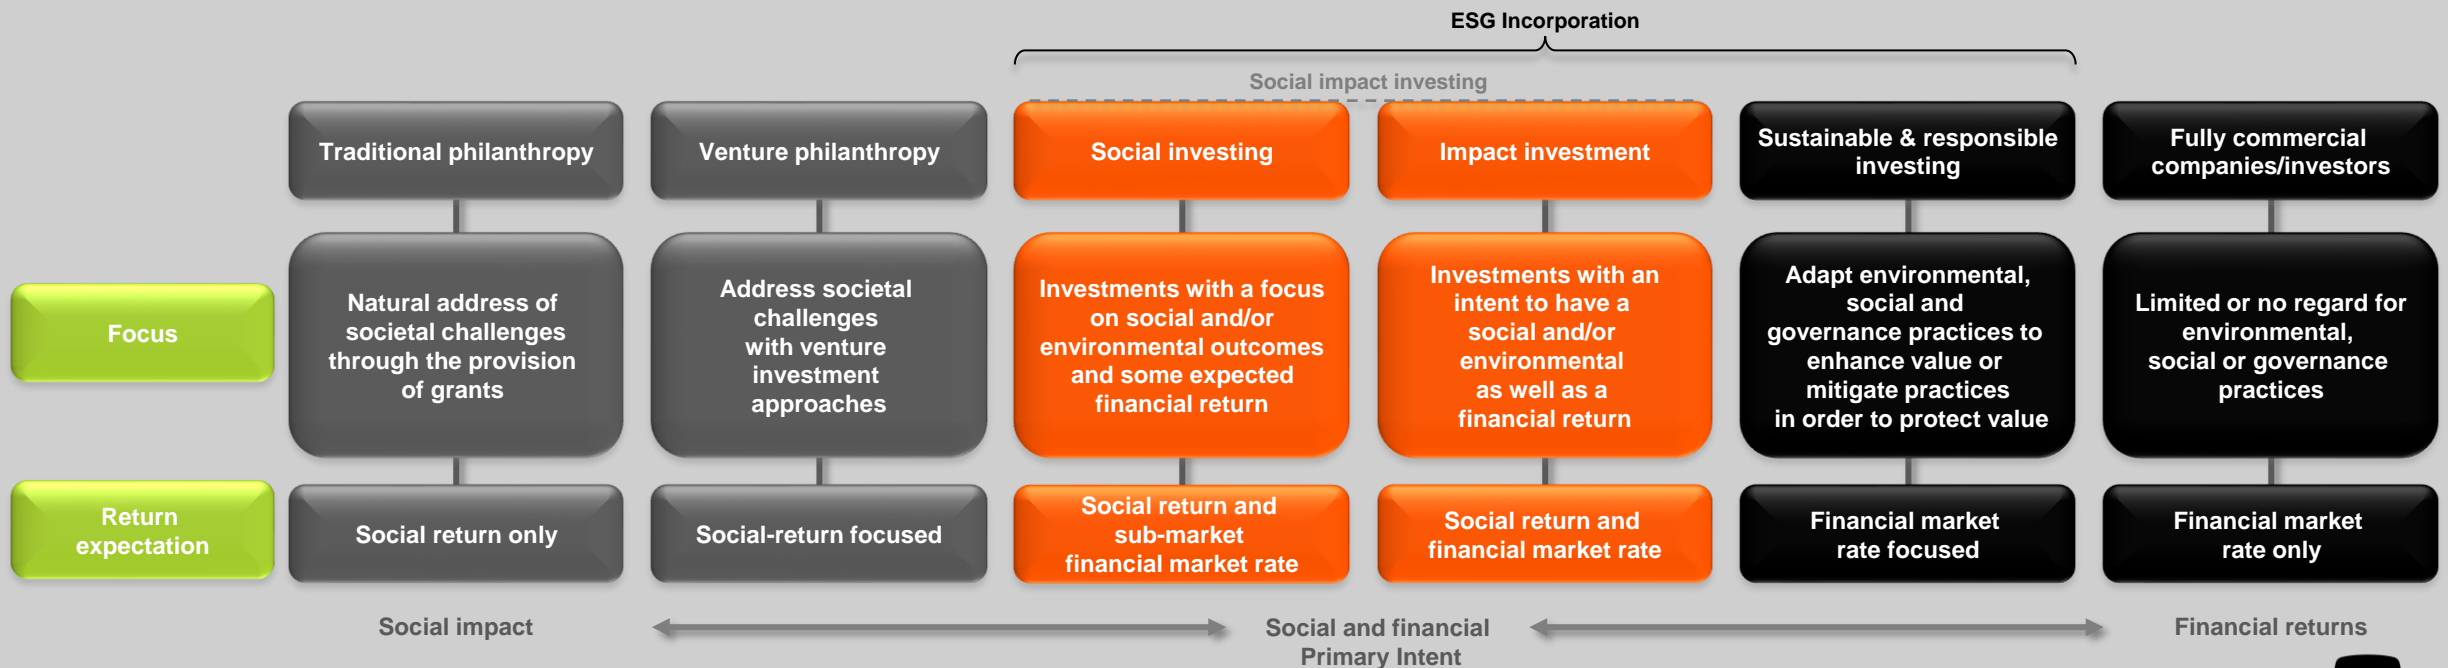 ESG Incorporation
Social impact investing
Traditional philanthropy
Venture philanthropy
Social investing
Impact investment
Sustainable & responsible
investing
Fully commercial
companies/investors
Focus
Natural address of
societal challenges
through the provision
of grants
Address societal
challenges
with venture
investment
approaches
Investments with a focus
on social and/or
environmental outcomes
and some expected
financial return
Investments with an
intent to have a
social and/or
environmental
as well as a
financial return
Adapt environmental,
social and
governance practices to
enhance value or
mitigate practices
in order to protect value
Limited or no regard for
environmental,
social or governance
practices
Return
expectation
Social return only
Social-return focused
Social return and
sub-market
financial market rate
Social return and
financial market rate
Financial market
rate focused
Financial market
rate only
Social impact
Social and financial
Primary Intent
Financial returns